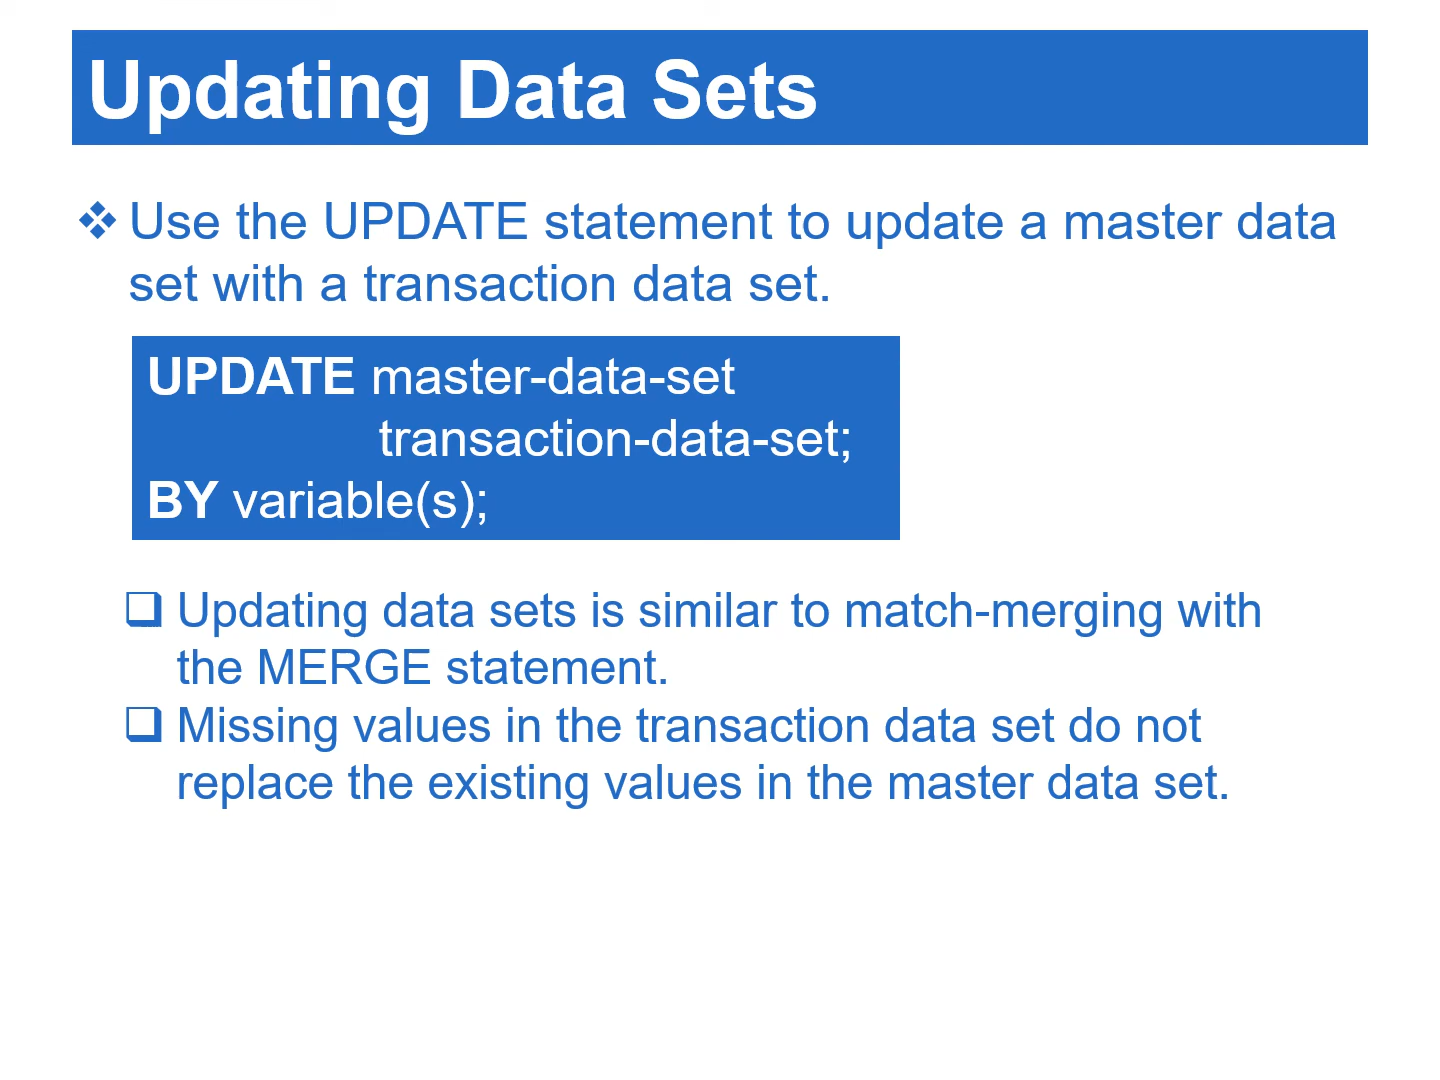 Updating Data Sets
Use the UPDATE statement to update a master data
set with a transaction data set.
UPDATE master-data-set
transaction-data-set;
BY variable(s);
Updating data sets is similar to match-merging with
the MERGE statement.
Missing values in the transaction data set do not
replace the existing values in the master data set.